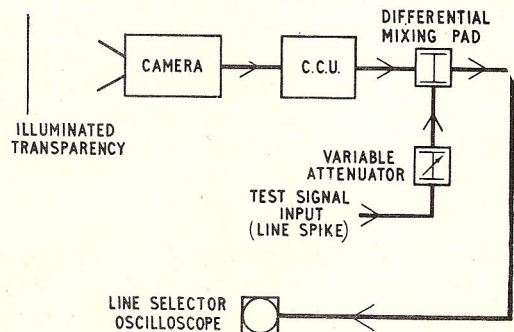 DIFFERENTIAL
MIXING PAD
CAMERA
C.C.U.
ILLUMINATED
TRANSPARENCY
VARIABLE
ATTENUATOR
TEST SIGNAL
INPUT
(LINE SPIKE)
LINE SELECTOR
OSCILLOSCOPE